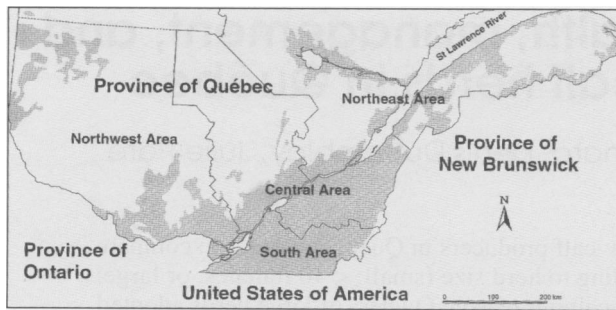 St Lawrence River
Province of Québec
Northeast Area
Northwest Area
Province of
New Brunswick
N
Central Area
Province of
Ontario
South Area
United States of America
0 100 200 km